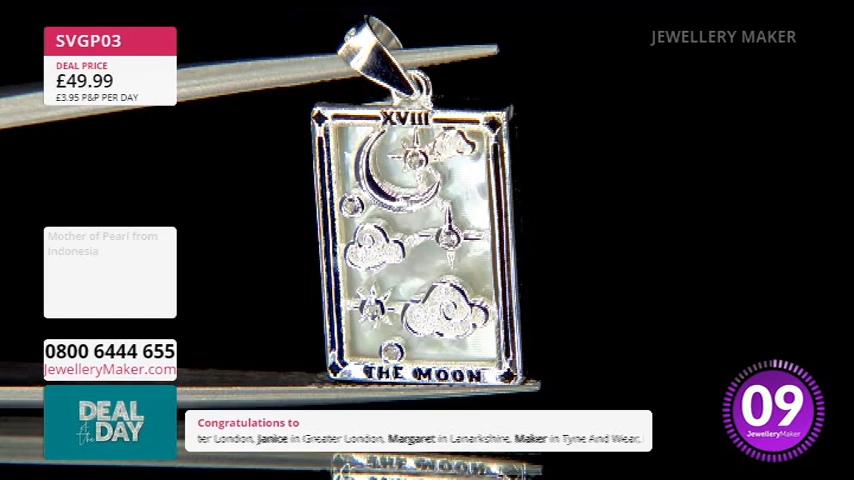 SVGP03
DEAL PRICE
£49.99
£3.95 P&P PER DAY
JEWELLERY MAKER
XVIII
THE MOON
Mother of Pearl from
Indonesia
0800 6444 655
JewelleryMaker.com
DEAL
of the
DAY
Congratulations to
ter London, Janice in Greater London, Margaret in Lanarkshire, Maker in Tyne And Wear,
09
JewelleryMaker
THE MOON